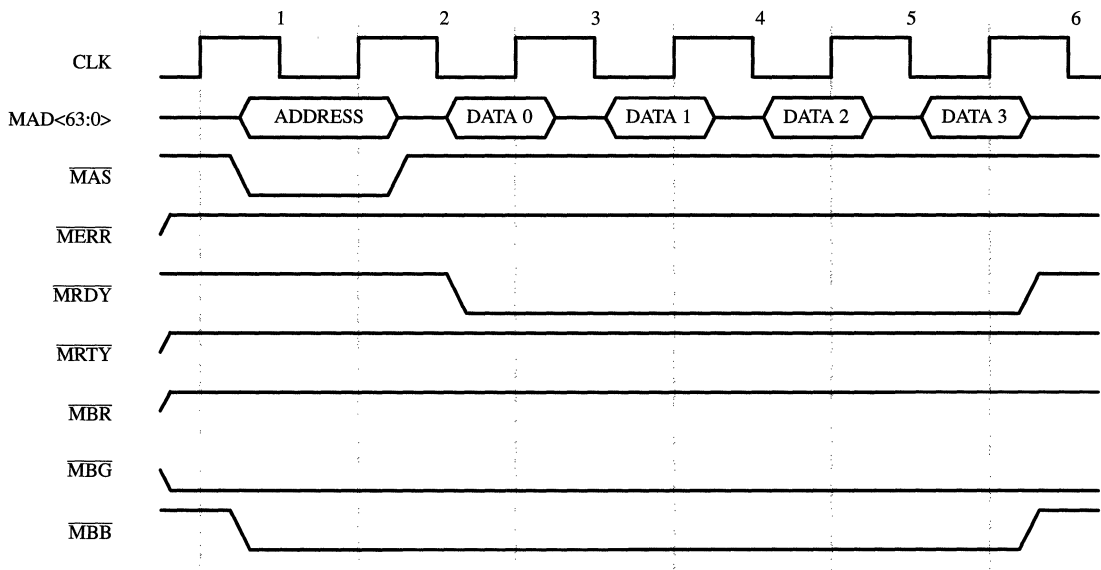 1 2 3 4 5 6
CLK
MAD<63:0> ADDRESS DATA 0 DATA 1 DATA 2 DATA 3
MAS
MERR
MRDY
MRTY
MBR
MBG
MBB